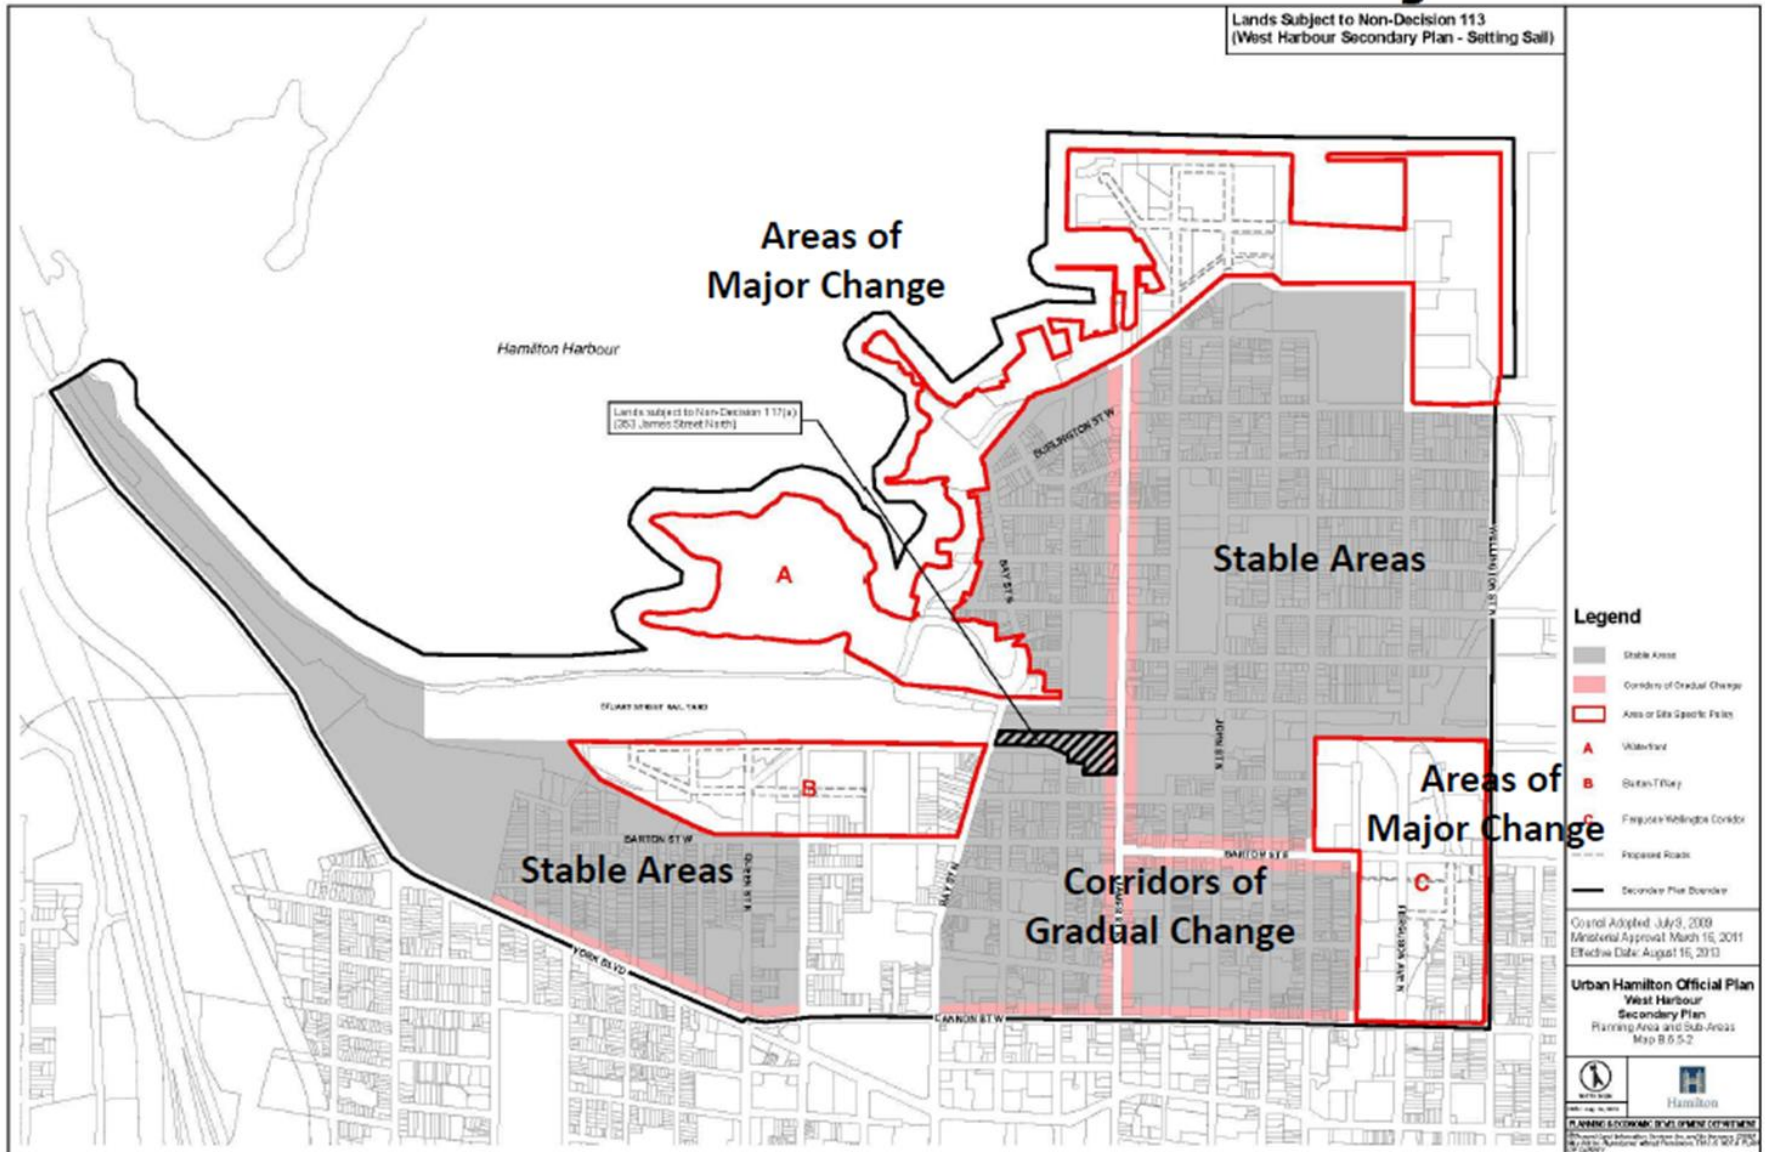 Lands Subject to Non-Decision 113
(West Harbour Secondary Plan - Setting Sail)
Areas of
Major Change
Hamilton Harbour
Lands subject to Non-Decision 117(a)
(353 James Street North)
BURLINGTON ST W
A
Stable Areas
BAY ST N
WELLINGTON ST N
STUART STREET RAIL YARD
JOHN ST N
B
Areas of
Major Change
BARTON ST W
BARTON ST E
Stable Areas
QUEEN ST N
BAY ST N
Corridors of
Gradual Change
C
FERGUSON AVE N
YORK BLVD
CANNON ST W
Legend
Stable Areas
Corridors of Gradual Change
Area or Site Specific Policy
A Waterfront
B Barton-Tiffany
C Ferguson-Wellington Corridor
Proposed Roads
Secondary Plan Boundary
Council Adopted: July 9, 2009
Ministerial Approval: March 16, 2011
Effective Date: August 16, 2013
Urban Hamilton Official Plan
West Harbour
Secondary Plan
Planning Area and Sub-Areas
Map B.6.5-2
Hamilton
PLANNING & ECONOMIC DEVELOPMENT DEPARTMENT